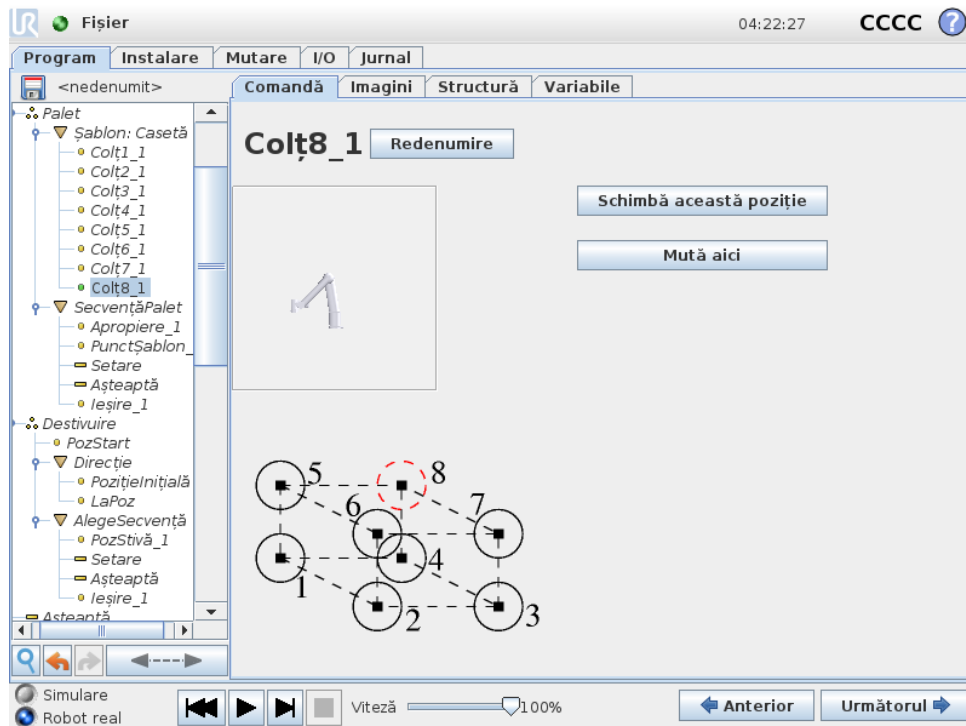 UR Fișier 04:22:27 CCCC ?
Program Instalare Mutare I/O Jurnal
<nedenumit>
Comandă Imagini Structură Variabile
Palet
Șablon: Casetă
Colț1_1
Colț2_1
Colț3_1
Colț4_1
Colț5_1
Colț6_1
Colț7_1
Colț8_1
SecvențăPalet
Apropiere_1
PunctȘablon_
Setare
Așteaptă
Ieșire_1
Destivuire
PozStart
Direcție
PozițieInițială
LaPoz
AlegeSecvență
PozStivă_1
Setare
Așteaptă
Ieșire_1
Așteaptă
Colț8_1 Redenumire
Schimbă această poziție
Mută aici
5 8
6 7
1 4
2 3
Simulare
Robot real
Viteză 100%
Anterior Următorul